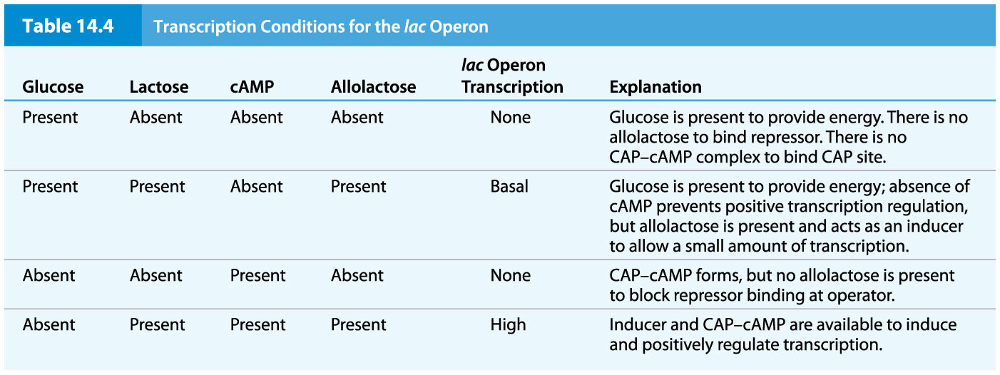 Table 14.4 Transcription Conditions for the lac Operon
lac Operon
Glucose Lactose cAMP Allolactose Transcription Explanation
Present Absent Absent Absent None Glucose is present to provide energy. There is no
allolactose to bind repressor. There is no
CAP–cAMP complex to bind CAP site.
Present Present Absent Present Basal Glucose is present to provide energy; absence of
cAMP prevents positive transcription regulation,
but allolactose is present and acts as an inducer
to allow a small amount of transcription.
Absent Absent Present Absent None CAP–cAMP forms, but no allolactose is present
to block repressor binding at operator.
Absent Present Present Present High Inducer and CAP–cAMP are available to induce
and positively regulate transcription.